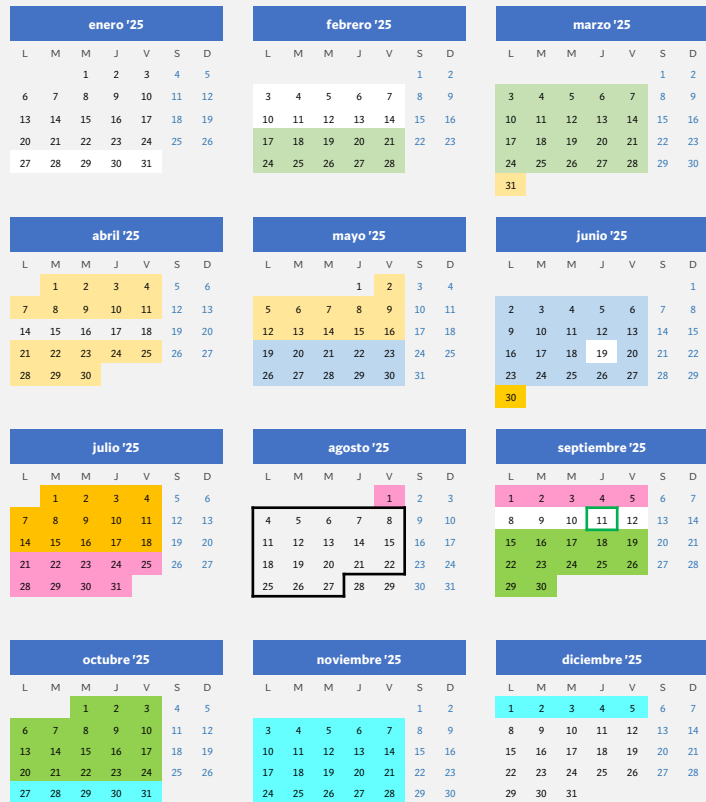 enero '25
L M M J V S D
1 2 3 4 5
6 7 8 9 10 11 12
13 14 15 16 17 18 19
20 21 22 23 24 25 26
27 28 29 30 31
febrero '25
L M M J V S D
1 2
3 4 5 6 7 8 9
10 11 12 13 14 15 16
17 18 19 20 21 22 23
24 25 26 27 28
marzo '25
L M M J V S D
1 2
3 4 5 6 7 8 9
10 11 12 13 14 15 16
17 18 19 20 21 22 23
24 25 26 27 28 29 30
31
abril '25
L M M J V S D
1 2 3 4 5 6
7 8 9 10 11 12 13
14 15 16 17 18 19 20
21 22 23 24 25 26 27
28 29 30
mayo '25
L M M J V S D
1 2 3 4
5 6 7 8 9 10 11
12 13 14 15 16 17 18
19 20 21 22 23 24 25
26 27 28 29 30 31
junio '25
L M M J V S D
1
2 3 4 5 6 7 8
9 10 11 12 13 14 15
16 17 18 19 20 21 22
23 24 25 26 27 28 29
30
julio '25
L M M J V S D
1 2 3 4 5 6
7 8 9 10 11 12 13
14 15 16 17 18 19 20
21 22 23 24 25 26 27
28 29 30 31
agosto '25
L M M J V S D
1 2 3
4 5 6 7 8 9 10
11 12 13 14 15 16 17
18 19 20 21 22 23 24
25 26 27 28 29 30 31
septiembre '25
L M M J V S D
1 2 3 4 5 6 7
8 9 10 11 12 13 14
15 16 17 18 19 20 21
22 23 24 25 26 27 28
29 30
octubre '25
L M M J V S D
1 2 3 4 5
6 7 8 9 10 11 12
13 14 15 16 17 18 19
20 21 22 23 24 25 26
27 28 29 30 31
noviembre '25
L M M J V S D
1 2
3 4 5 6 7 8 9
10 11 12 13 14 15 16
17 18 19 20 21 22 23
24 25 26 27 28 29 30
diciembre '25
L M M J V S D
1 2 3 4 5 6 7
8 9 10 11 12 13 14
15 16 17 18 19 20 21
22 23 24 25 26 27 28
29 30 31